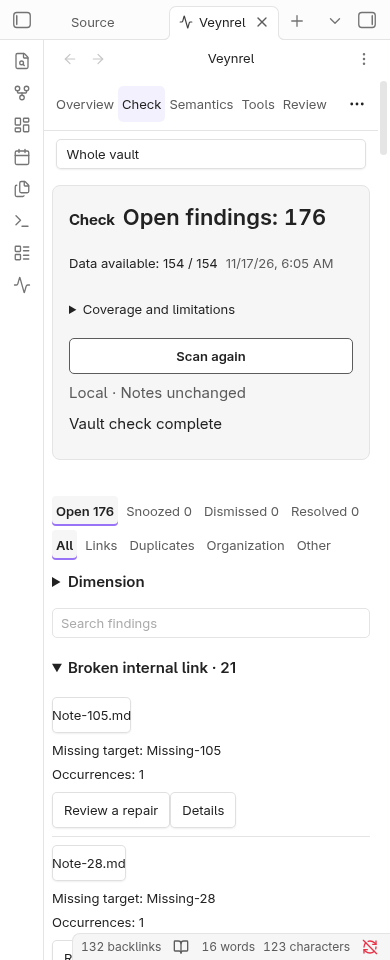 Source
Veynrel
Veynrel
Overview Check Semantics Tools Review
Whole vault
Check Open findings: 176
Data available: 154 / 154 11/17/26, 6:05 AM
Coverage and limitations
Scan again
Local · Notes unchanged
Vault check complete
Open 176 Snoozed 0 Dismissed 0 Resolved 0
All Links Duplicates Organization Other
Dimension
Search findings
Broken internal link · 21
Note-105.md
Missing target: Missing-105
Occurrences: 1
Review a repair Details
Note-28.md
Missing target: Missing-28
Occurrences: 1
132 backlinks 16 words 123 characters